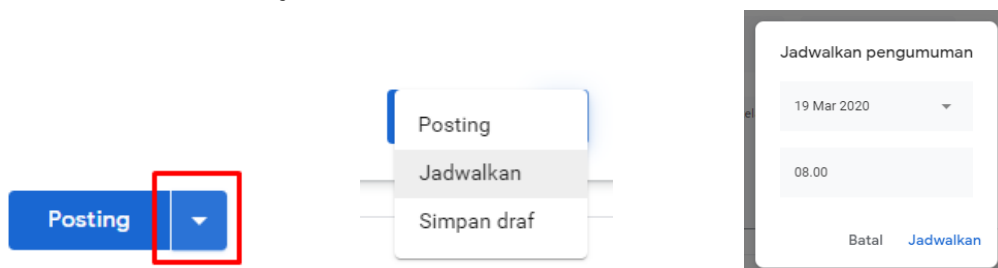 Posting
Posting
Jadwalkan
Simpan draf
Jadwalkan pengumuman
19 Mar 2020
08.00
Batal Jadwalkan